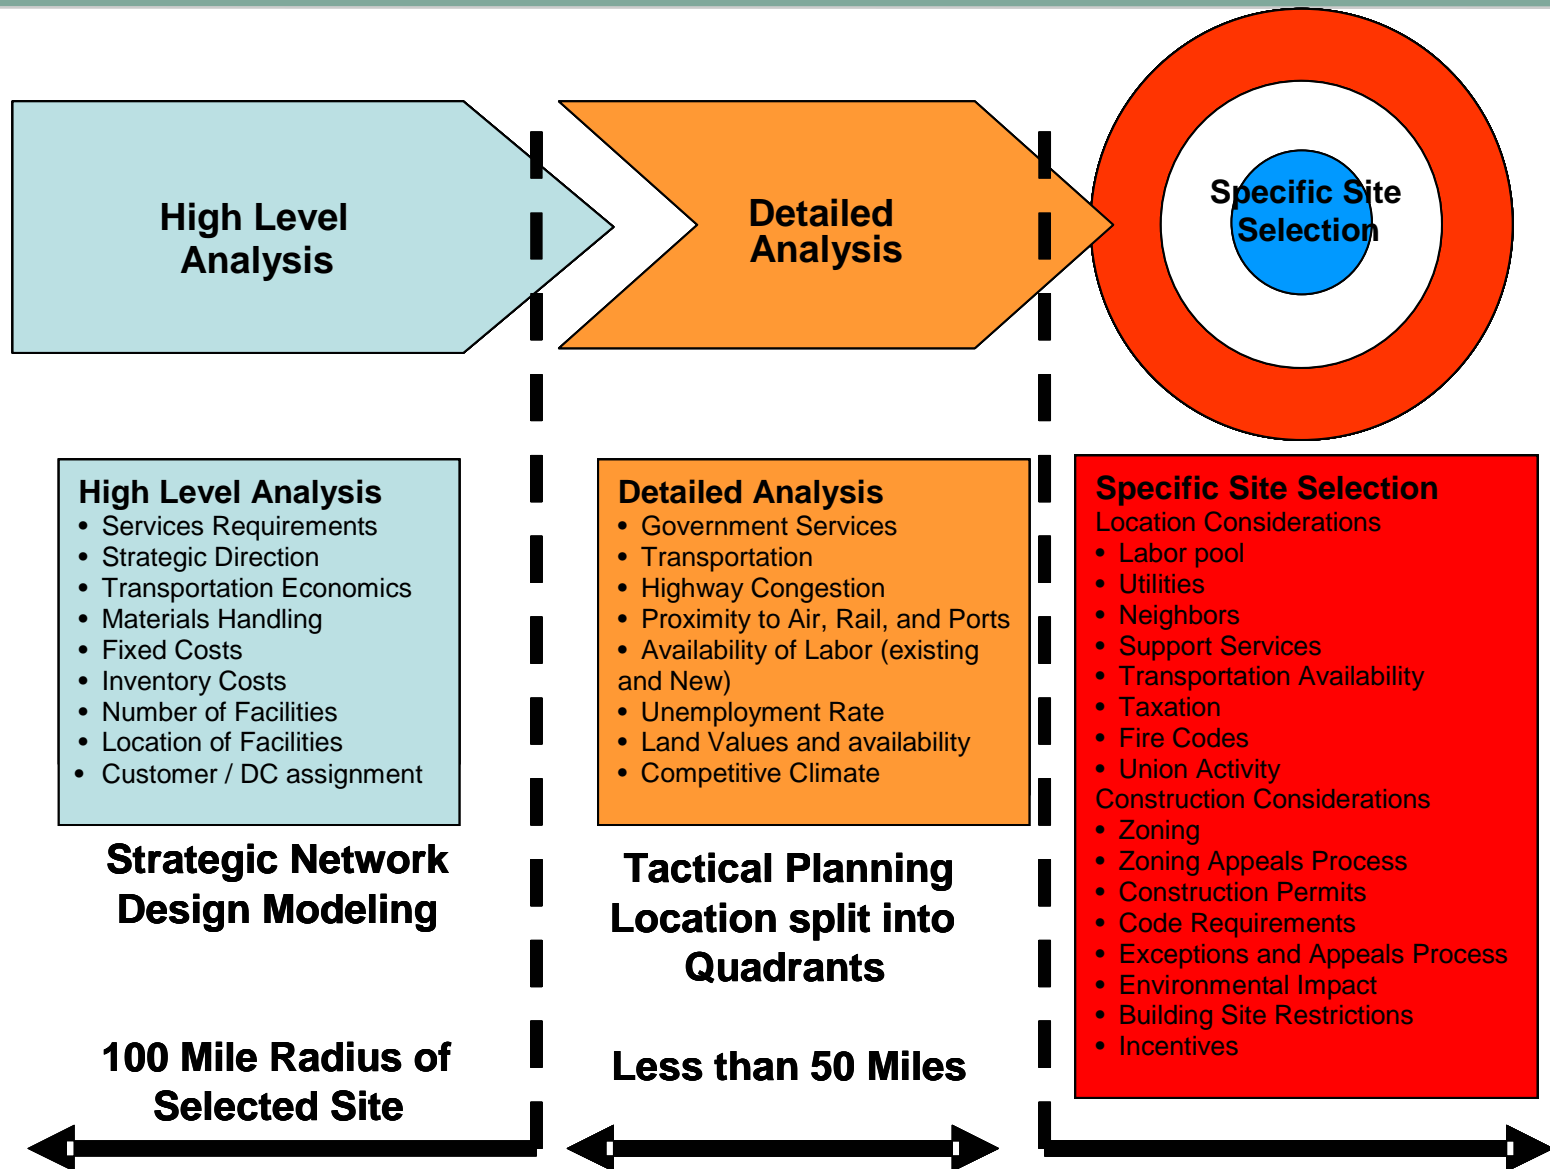 High Level
Analysis
Detailed
Analysis
Specific Site
Selection
High Level Analysis
• Services Requirements
• Strategic Direction
• Transportation Economics
• Materials Handling
• Fixed Costs
• Inventory Costs
• Number of Facilities
• Location of Facilities
• Customer / DC assignment
Strategic Network
Design Modeling
100 Mile Radius of
Selected Site
Detailed Analysis
• Government Services
• Transportation
• Highway Congestion
• Proximity to Air, Rail, and Ports
• Availability of Labor (existing
and New)
• Unemployment Rate
• Land Values and availability
• Competitive Climate
Tactical Planning
Location split into
Quadrants
Less than 50 Miles
Specific Site Selection
Location Considerations
• Labor pool
• Utilities
• Neighbors
• Support Services
• Transportation Availability
• Taxation
• Fire Codes
• Union Activity
Construction Considerations
• Zoning
• Zoning Appeals Process
• Construction Permits
• Code Requirements
• Exceptions and Appeals Process
• Environmental Impact
• Building Site Restrictions
• Incentives